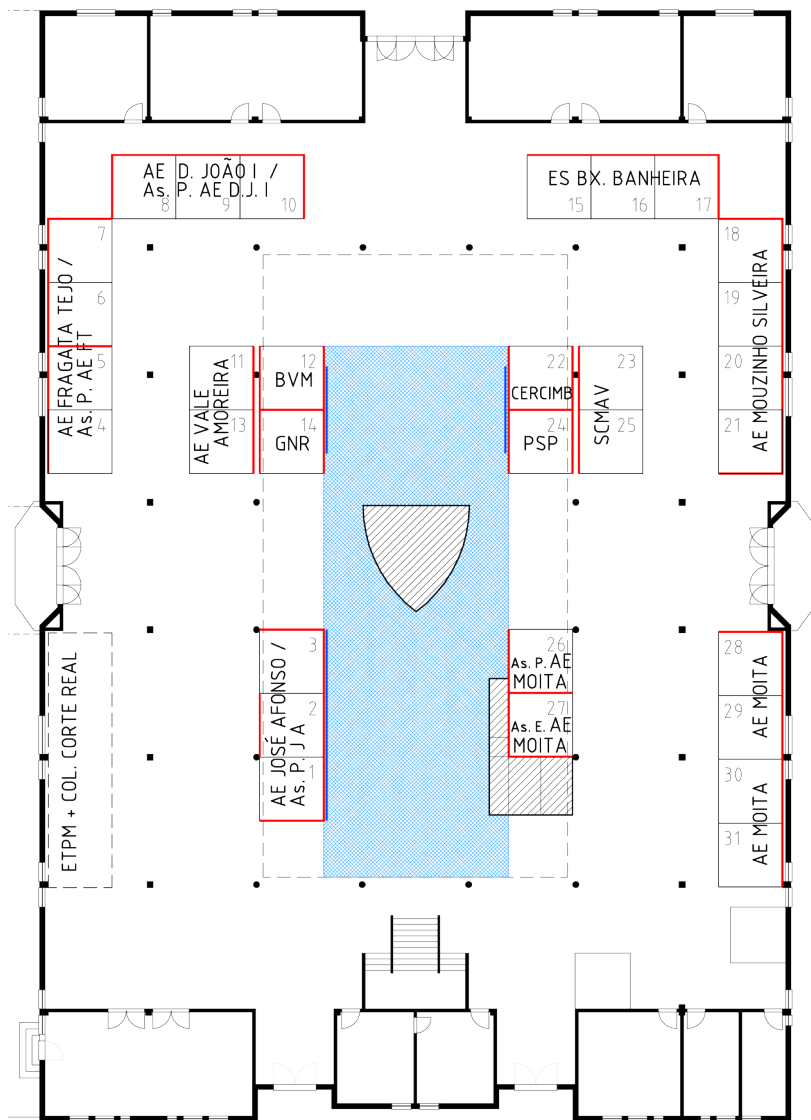 AE D. JOÃO I /
As. P. AE D.J. I
8
9
10
ES BX. BANHEIRA
15
16
17
7
6
5
4
AE FRAGATA TEJO /
As. P. AE FT
18
19
20
21
AE MOUZINHO SILVEIRA
11
13
AE VALE
AMOREIRA
12
BVM
14
GNR
22
CERCIMB
24
PSP
23
25
SCMAV
ETPM + COL. CORTE REAL
3
2
1
AE JOSÉ AFONSO /
As. P. J A
26
As. P. AE
MOITA
27
As. E. AE
MOITA
28
29
AE MOITA
30
31
AE MOITA